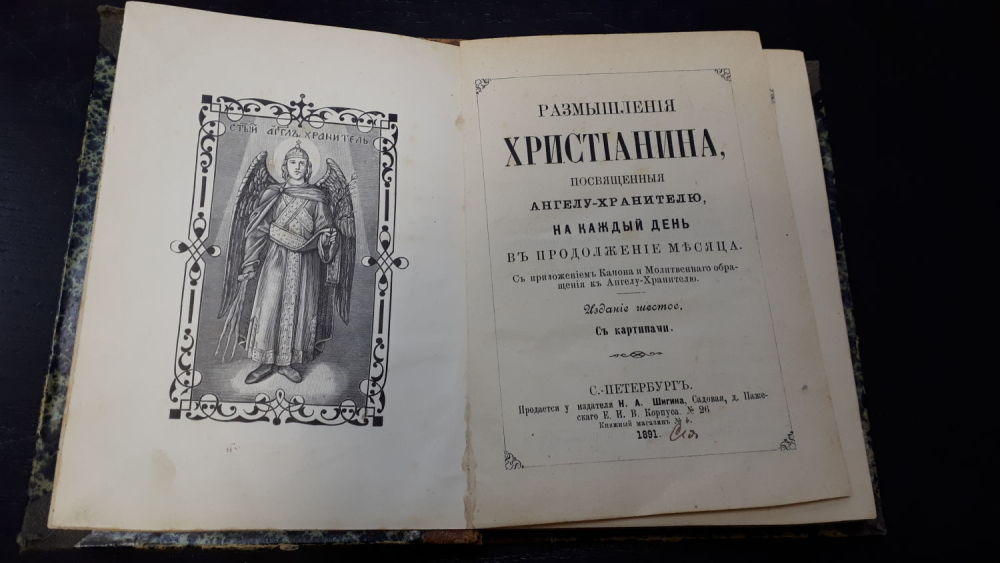 СТЫЙ АГГЛЪ ХРАНИТЕЛЬ
РАЗМЫШЛЕНІЯ
ХРИСТІАНИНА,
ПОСВЯЩЕННЫЯ
АНГЕЛУ-ХРАНИТЕЛЮ,
НА КАЖДЫЙ ДЕНЬ
ВЪ ПРОДОЛЖЕНІЕ МѢСЯЦА.
Съ приложеніемъ Канона и Молитвеннаго обра-
щенія къ Ангелу-Хранителю.
Изданіе шестое.
Съ картинами.
С.-ПЕТЕРБУРГЪ.
Продается у издателя Н. А. Шигина, Садовая, д. Паже-
скаго Е. И. В. Корпуса. № 26
Книжный магазинъ №
1891.